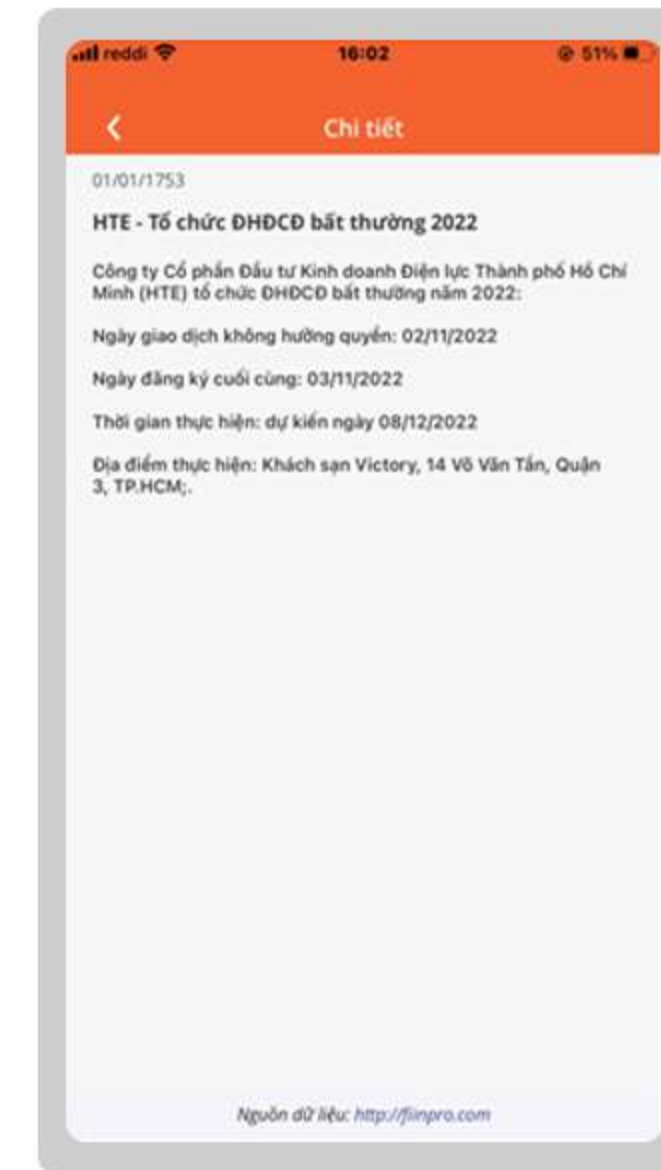 reddi 16:02 51%
Chi tiết
01/01/1753
HTE - Tổ chức ĐHĐCĐ bất thường 2022
Công ty Cổ phần Đầu tư Kinh doanh Điện lực Thành phố Hồ Chí
Minh (HTE) tổ chức ĐHĐCĐ bất thường năm 2022:
Ngày giao dịch không hưởng quyền: 02/11/2022
Ngày đăng ký cuối cùng: 03/11/2022
Thời gian thực hiện: dự kiến ngày 08/12/2022
Địa điểm thực hiện: Khách sạn Victory, 14 Võ Văn Tần, Quận
3, TP.HCM;.
Nguồn dữ liệu: http://fiinpro.com